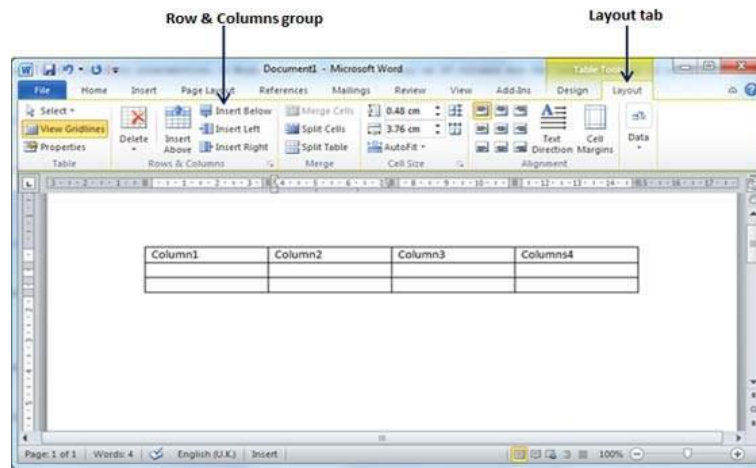 Row & Columns group
Layout tab
Document1 - Microsoft Word
Table Tools
File Home Insert Page Layout References Mailings Review View Add-Ins Design Layout
Select
View Gridlines
Properties
Table
Delete
Insert Above
Insert Below
Insert Left
Insert Right
Rows & Columns
Merge Cells
Split Cells
Split Table
Merge
0.48 cm
3.76 cm
AutoFit
Cell Size
Text Direction
Cell Margins
Alignment
Data
Column1 Column2 Column3 Columns4
Page: 1 of 1 Words: 4 English (U.K.) Insert 100%